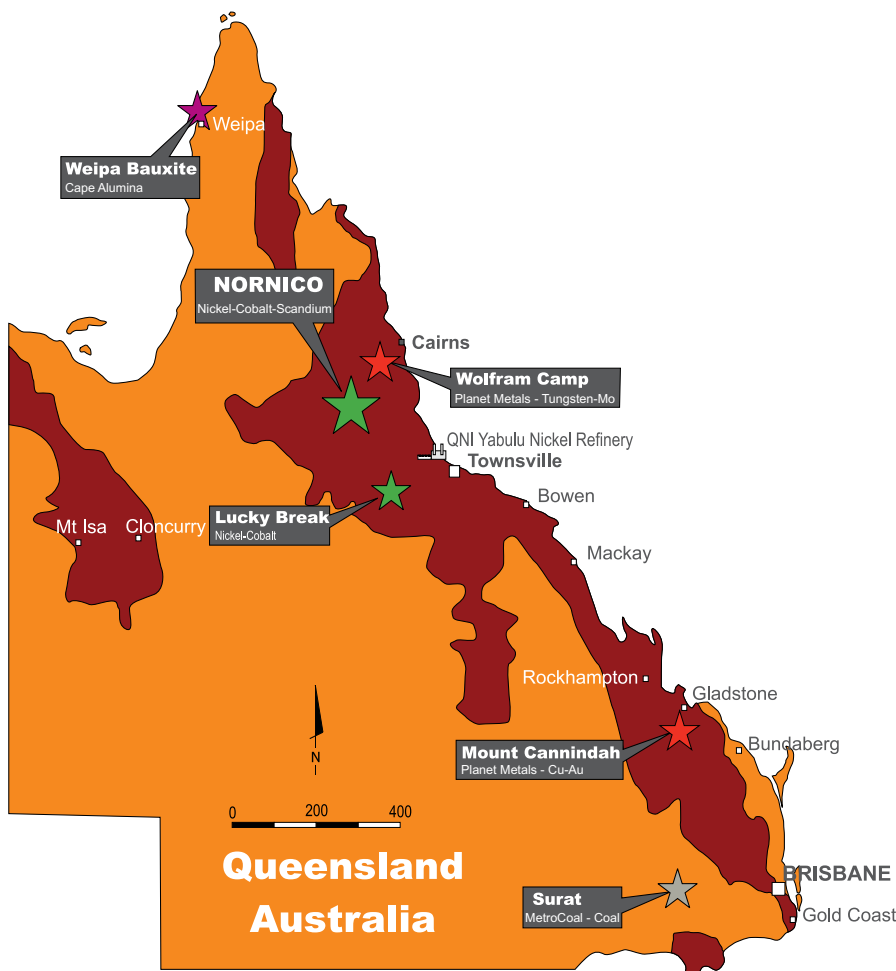 Weipa
Weipa Bauxite
Cape Alumina
NORNICO
Nickel-Cobalt-Scandium
Cairns
Wolfram Camp
Planet Metals - Tungsten-Mo
QNI Yabulu Nickel Refinery
Townsville
Lucky Break
Nickel-Cobalt
Bowen
Mt Isa
Cloncurry
Mackay
Rockhampton
Gladstone
Mount Cannindah
Planet Metals - Cu-Au
Bundaberg
N
0 200 400
Queensland
Australia
BRISBANE
Surat
MetroCoal - Coal
Gold Coast